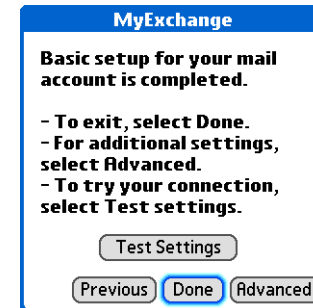 MyExchange
Basic setup for your mail
account is completed.
- To exit, select Done.
- For additional settings,
select Advanced.
- To try your connection,
select Test settings.
Test Settings
Previous Done Advanced